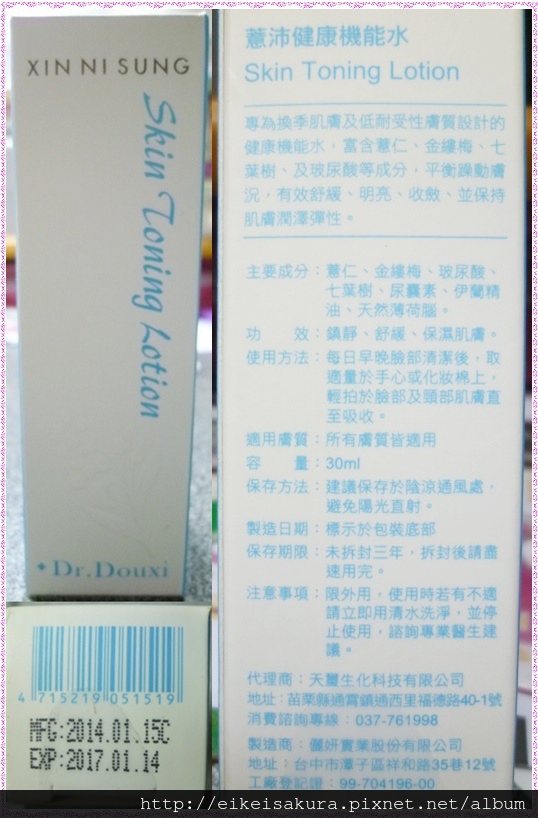 XIN NI SUNG
Skin Toning Lotion
Dr.Douxi
4 715219 051519
MFG:2014.01.15C
EXP:2017.01.14
薏沛健康機能水
Skin Toning Lotion
專為換季肌膚及低耐受性膚質設計的
健康機能水，富含薏仁、金縷梅、七
葉樹、及玻尿酸等成分，平衡躁動膚
況，有效舒緩、明亮、收斂、並保持
肌膚潤澤彈性。
主要成分：薏仁、金縷梅、玻尿酸、
七葉樹、尿囊素、伊蘭精
油、天然薄荷腦。
功　效：鎮靜、舒緩、保濕肌膚。
使用方法：每日早晚臉部清潔後，取
適量於手心或化妝棉上，
輕拍於臉部及頸部肌膚直
至吸收。
適用膚質：所有膚質皆適用
容　量：30ml
保存方法：建議保存於陰涼通風處，
避免陽光直射。
製造日期：標示於包裝底部
保存期限：未拆封三年，拆封後請盡
速用完。
注意事項：限外用，使用時若有不適
請立即用清水洗淨，並停
止使用，諮詢專業醫生建
議。
代理商：天靈生化科技有限公司
地址：苗栗縣通霄鎮通西里福德路40-1號
消費諮詢專線：037-761998
製造商：儷妍實業股份有限公司
地址：台中市潭子區祥和路35巷12號
工廠登記證：99-704196-00
http://eikeisakura.pixnet.net/album